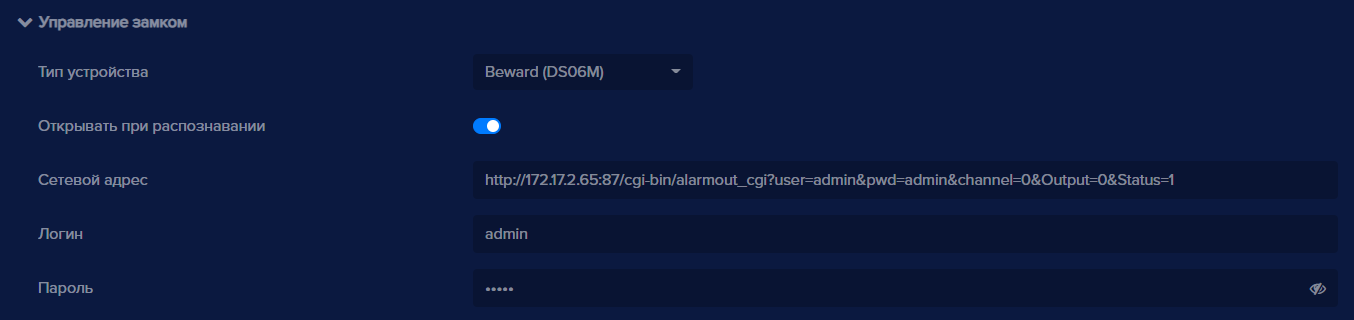 Управление замком
Тип устройства Beward (DS06M)
Открывать при распознавании
Сетевой адрес http://172.17.2.65:87/cgi-bin/alarmout_cgi?user=admin&pwd=admin&channel=0&Output=0&Status=1
Логин admin
Пароль •••••